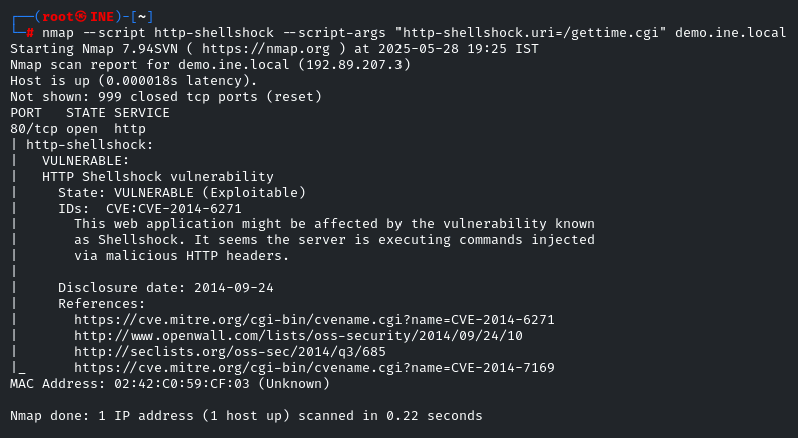 ┌──(root㉿INE)-[~]
└─# nmap --script http-shellshock --script-args "http-shellshock.uri=/gettime.cgi" demo.ine.local
Starting Nmap 7.94SVN ( https://nmap.org ) at 2025-05-28 19:25 IST
Nmap scan report for demo.ine.local (192.89.207.3)
Host is up (0.000018s latency).
Not shown: 999 closed tcp ports (reset)
PORT   STATE SERVICE
80/tcp open  http
| http-shellshock:
|   VULNERABLE:
|   HTTP Shellshock vulnerability
|     State: VULNERABLE (Exploitable)
|     IDs:  CVE:CVE-2014-6271
|       This web application might be affected by the vulnerability known
|       as Shellshock. It seems the server is executing commands injected
|       via malicious HTTP headers.
|
|     Disclosure date: 2014-09-24
|     References:
|       https://cve.mitre.org/cgi-bin/cvename.cgi?name=CVE-2014-6271
|       http://www.openwall.com/lists/oss-security/2014/09/24/10
|       http://seclists.org/oss-sec/2014/q3/685
|_      https://cve.mitre.org/cgi-bin/cvename.cgi?name=CVE-2014-7169
MAC Address: 02:42:C0:59:CF:03 (Unknown)
Nmap done: 1 IP address (1 host up) scanned in 0.22 seconds